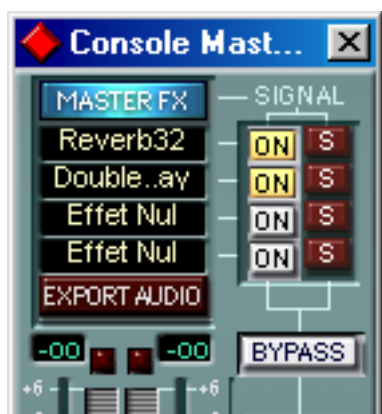 Console Mast...
MASTER FX SIGNAL
Reverb32 ON S
Double..ay ON S
Effet Nul ON S
Effet Nul ON S
EXPORT AUDIO
-00 -00 BYPASS
+6 +6